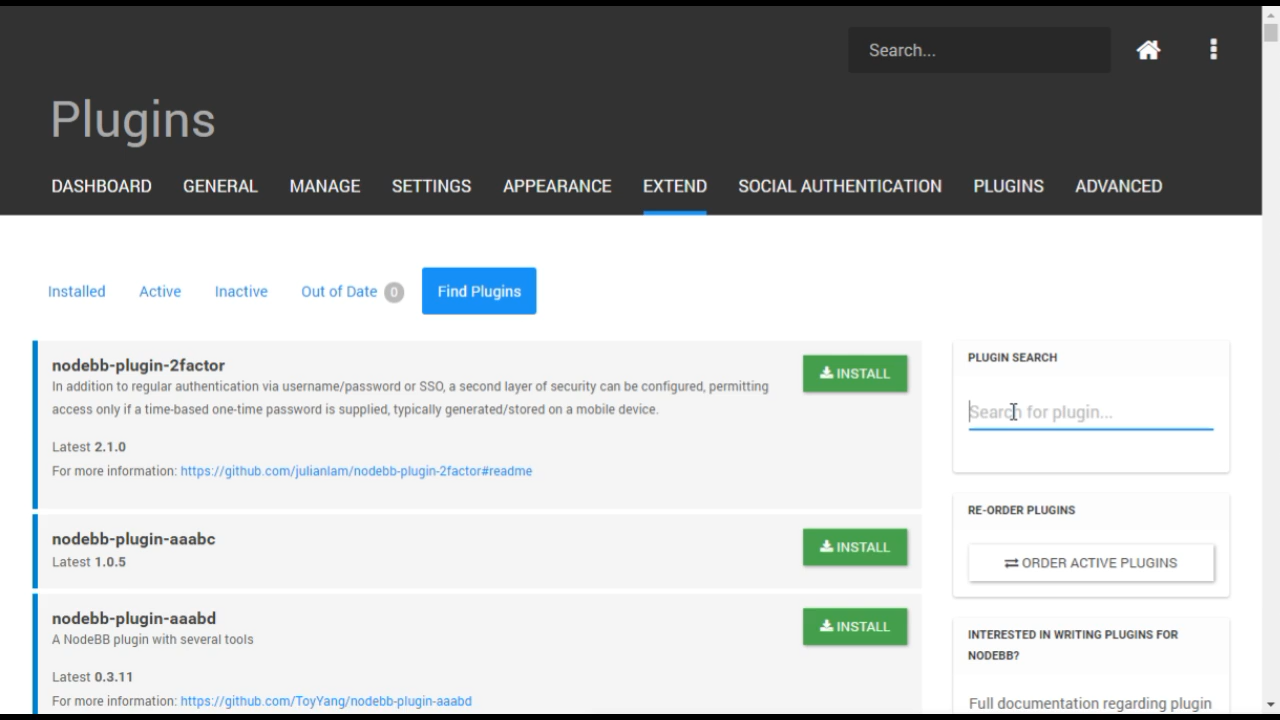 Search...
Plugins
DASHBOARD GENERAL MANAGE SETTINGS APPEARANCE EXTEND SOCIAL AUTHENTICATION PLUGINS ADVANCED
Installed Active Inactive Out of Date 0 Find Plugins
nodebb-plugin-2factor
In addition to regular authentication via username/password or SSO, a second layer of security can be configured, permitting
access only if a time-based one-time password is supplied, typically generated/stored on a mobile device.
Latest 2.1.0
For more information: https://github.com/julianlam/nodebb-plugin-2factor#readme
INSTALL
nodebb-plugin-aaabc
Latest 1.0.5
INSTALL
nodebb-plugin-aaabd
A NodeBB plugin with several tools
Latest 0.3.11
For more information: https://github.com/ToyYang/nodebb-plugin-aaabd
INSTALL
PLUGIN SEARCH
Search for plugin...
RE-ORDER PLUGINS
ORDER ACTIVE PLUGINS
INTERESTED IN WRITING PLUGINS FOR
NODEBB?
Full documentation regarding plugin